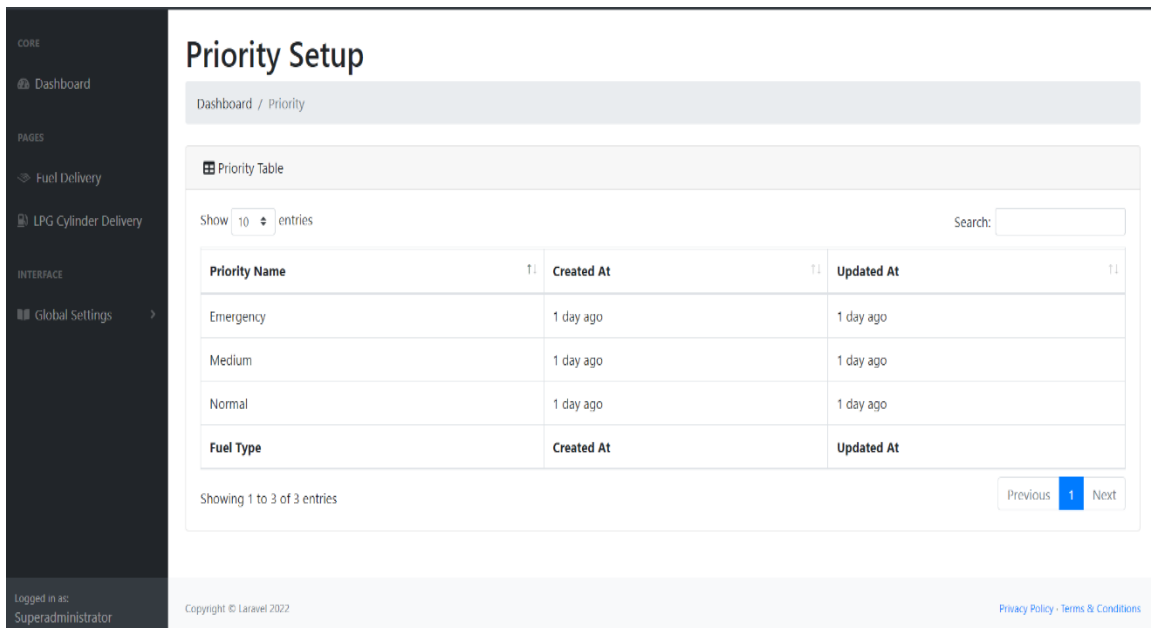 CORE
Dashboard
PAGES
Fuel Delivery
LPG Cylinder Delivery
INTERFACE
Global Settings
Logged in as:
Superadministrator
Priority Setup
Dashboard / Priority
Priority Table
Show 10 entries
Search:
Priority Name Created At Updated At
Emergency 1 day ago 1 day ago
Medium 1 day ago 1 day ago
Normal 1 day ago 1 day ago
Fuel Type Created At Updated At
Showing 1 to 3 of 3 entries
Previous 1 Next
Copyright © Laravel 2022
Privacy Policy · Terms & Conditions